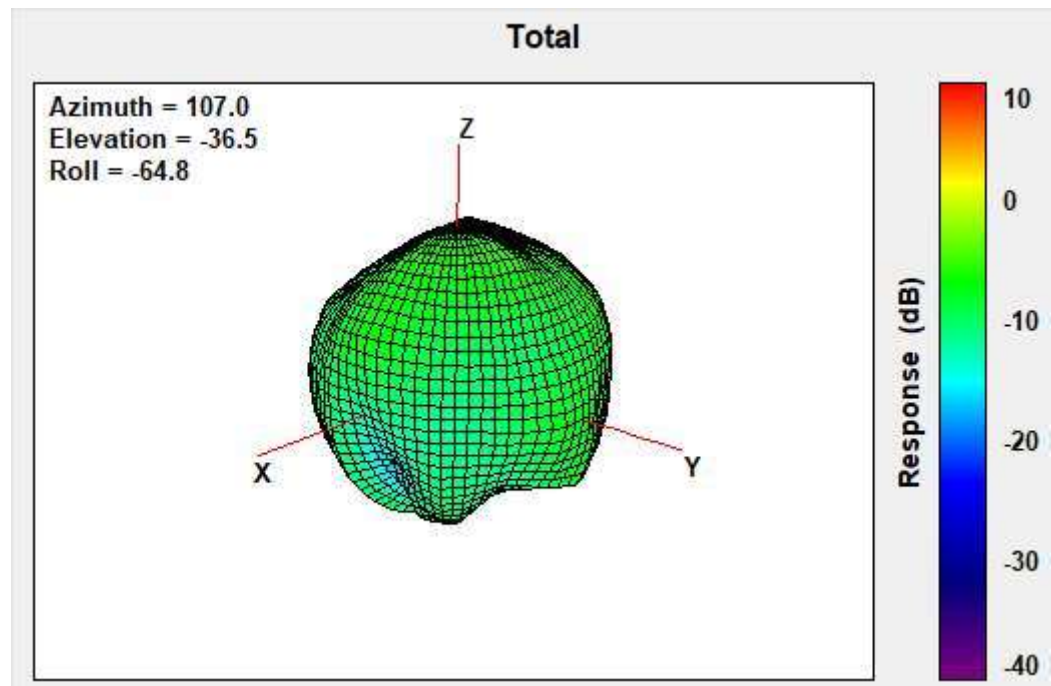 Total
Azimuth = 107.0
Elevation = -36.5
Roll = -64.8
Z
X
Y
10
0
-10
-20
-30
-40
Response (dB)